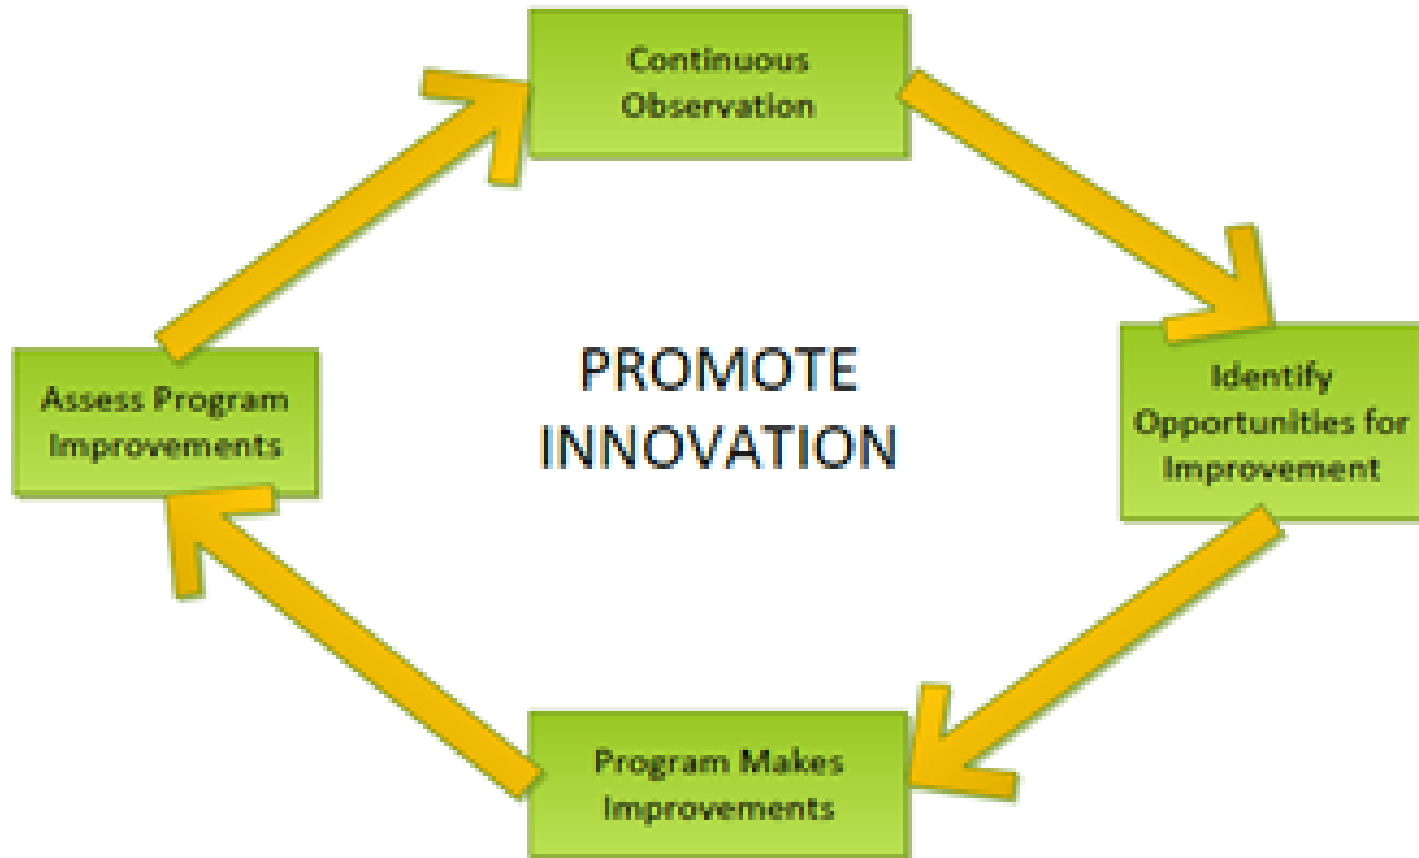 Continuous
Observation
Identify
Opportunities for
Improvement
Program Makes
Improvements
Assess Program
Improvements
PROMOTE
INNOVATION